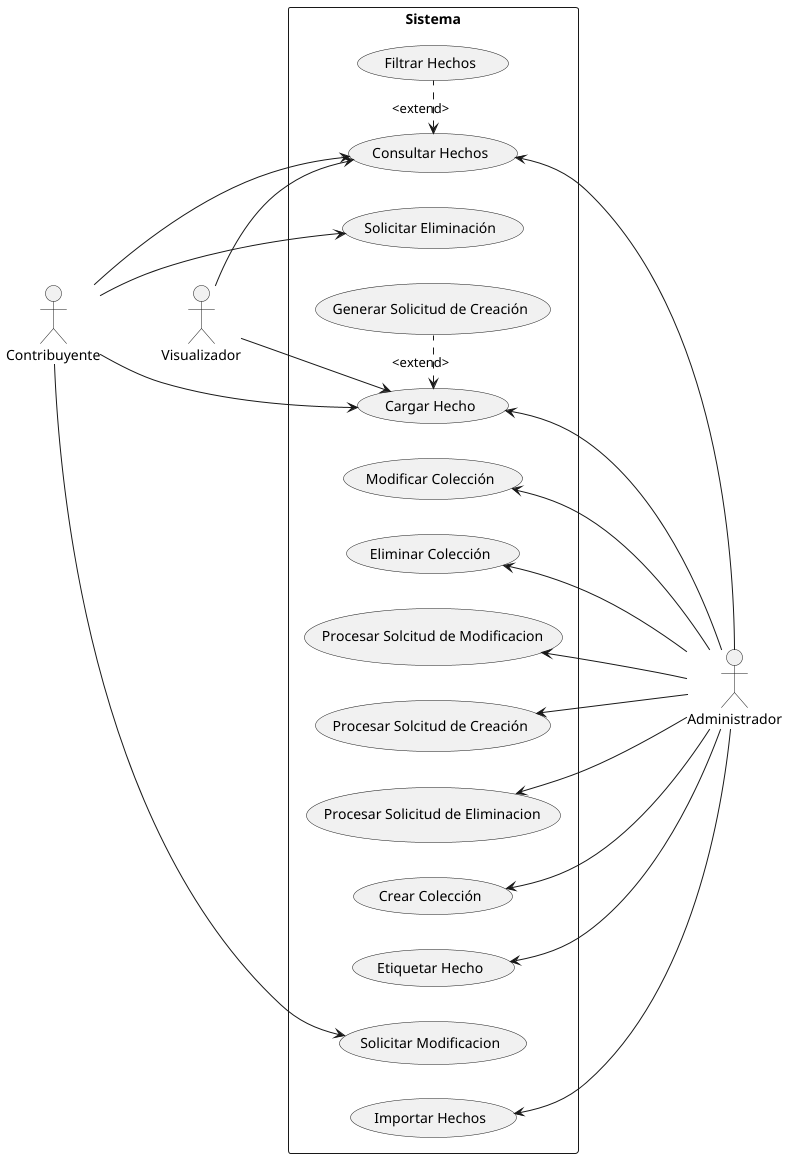 Sistema
Filtrar Hechos
<extend>
Consultar Hechos
Solicitar Eliminación
Generar Solicitud de Creación
Contribuyente
Visualizador
<extend>
Cargar Hecho
Modificar Colección
Eliminar Colección
Procesar Solcitud de Modificacion
Procesar Solcitud de Creación
Administrador
Procesar Solicitud de Eliminacion
Crear Colección
Etiquetar Hecho
Solicitar Modificacion
Importar Hechos